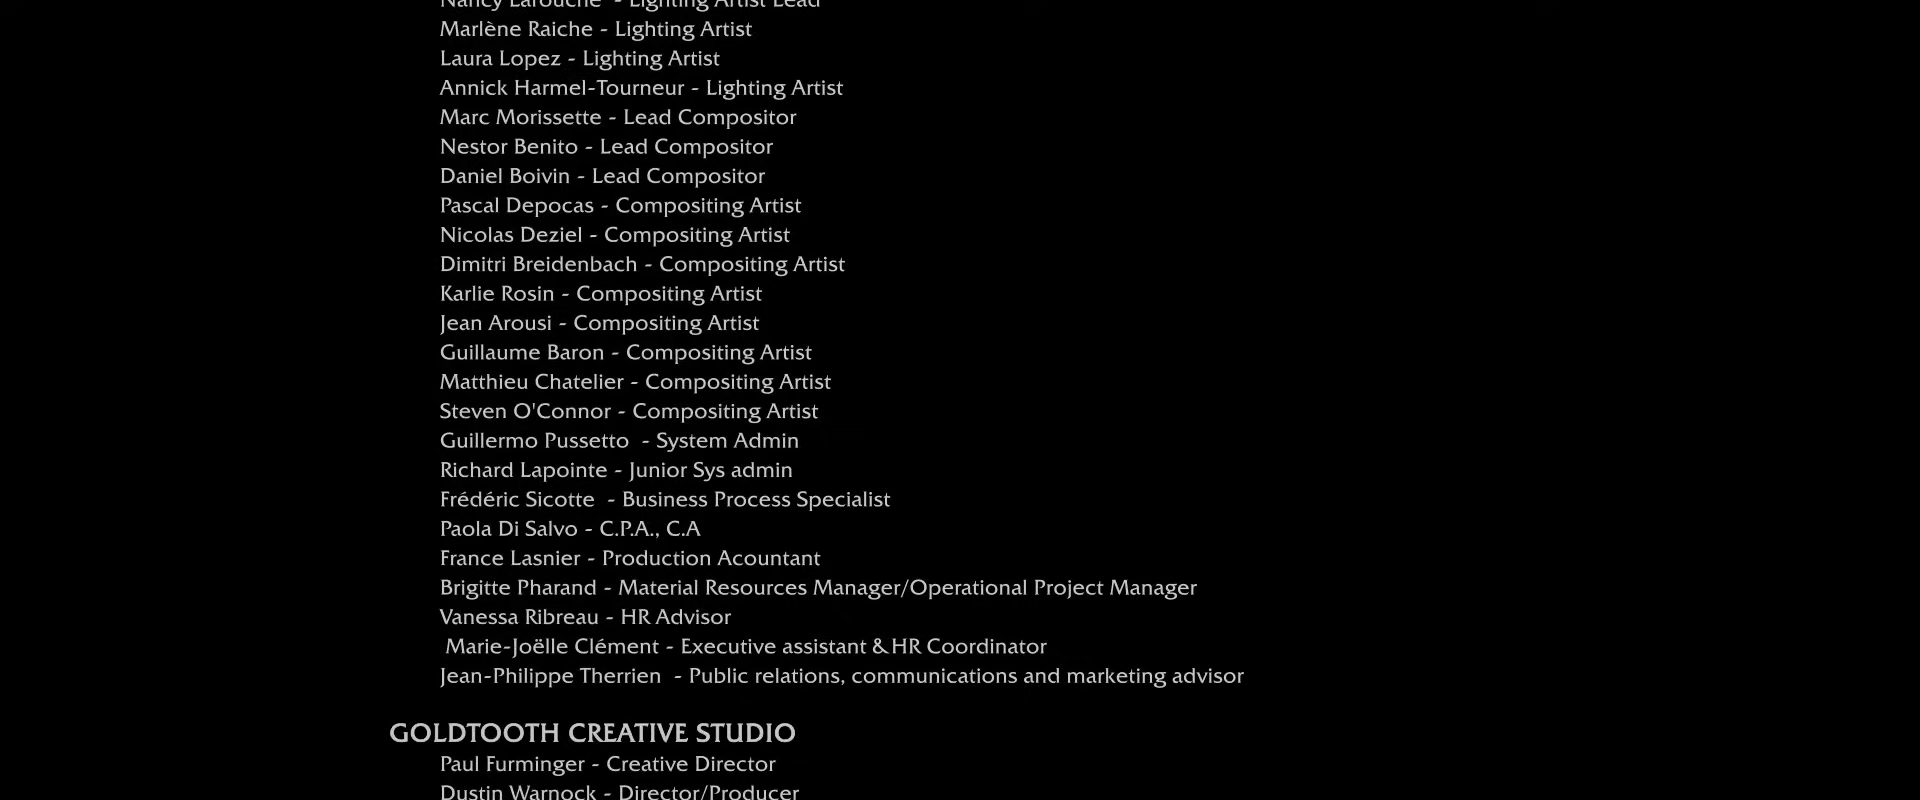 Nancy Larouche  - Lighting Artist Lead
Marlène Raiche - Lighting Artist
Laura Lopez - Lighting Artist
Annick Harmel-Tourneur - Lighting Artist
Marc Morissette - Lead Compositor
Nestor Benito - Lead Compositor
Daniel Boivin - Lead Compositor
Pascal Depocas - Compositing Artist
Nicolas Deziel - Compositing Artist
Dimitri Breidenbach - Compositing Artist
Karlie Rosin - Compositing Artist
Jean Arousi - Compositing Artist
Guillaume Baron - Compositing Artist
Matthieu Chatelier - Compositing Artist
Steven O'Connor - Compositing Artist
Guillermo Pussetto  - System Admin
Richard Lapointe - Junior Sys admin
Frédéric Sicotte  - Business Process Specialist
Paola Di Salvo - C.P.A., C.A
France Lasnier - Production Acountant
Brigitte Pharand - Material Resources Manager/Operational Project Manager
Vanessa Ribreau - HR Advisor
Marie-Joëlle Clément - Executive assistant &HR Coordinator
Jean-Philippe Therrien  - Public relations, communications and marketing advisor
GOLDTOOTH CREATIVE STUDIO
Paul Furminger - Creative Director
Dustin Warnock - Director/Producer